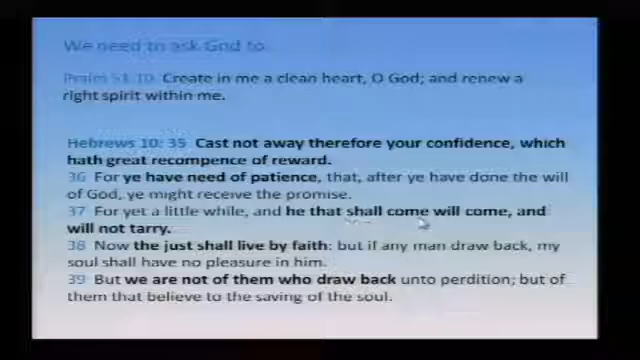 We need to ask God to
Psalm 51:10 Create in me a clean heart, O God; and renew a
right spirit within me.
Hebrews 10: 35 Cast not away therefore your confidence, which
hath great recompence of reward.
36 For ye have need of patience, that, after ye have done the will
of God, ye might receive the promise.
37 For yet a little while, and he that shall come will come, and
will not tarry.
38 Now the just shall live by faith: but if any man draw back, my
soul shall have no pleasure in him.
39 But we are not of them who draw back unto perdition; but of
them that believe to the saving of the soul.